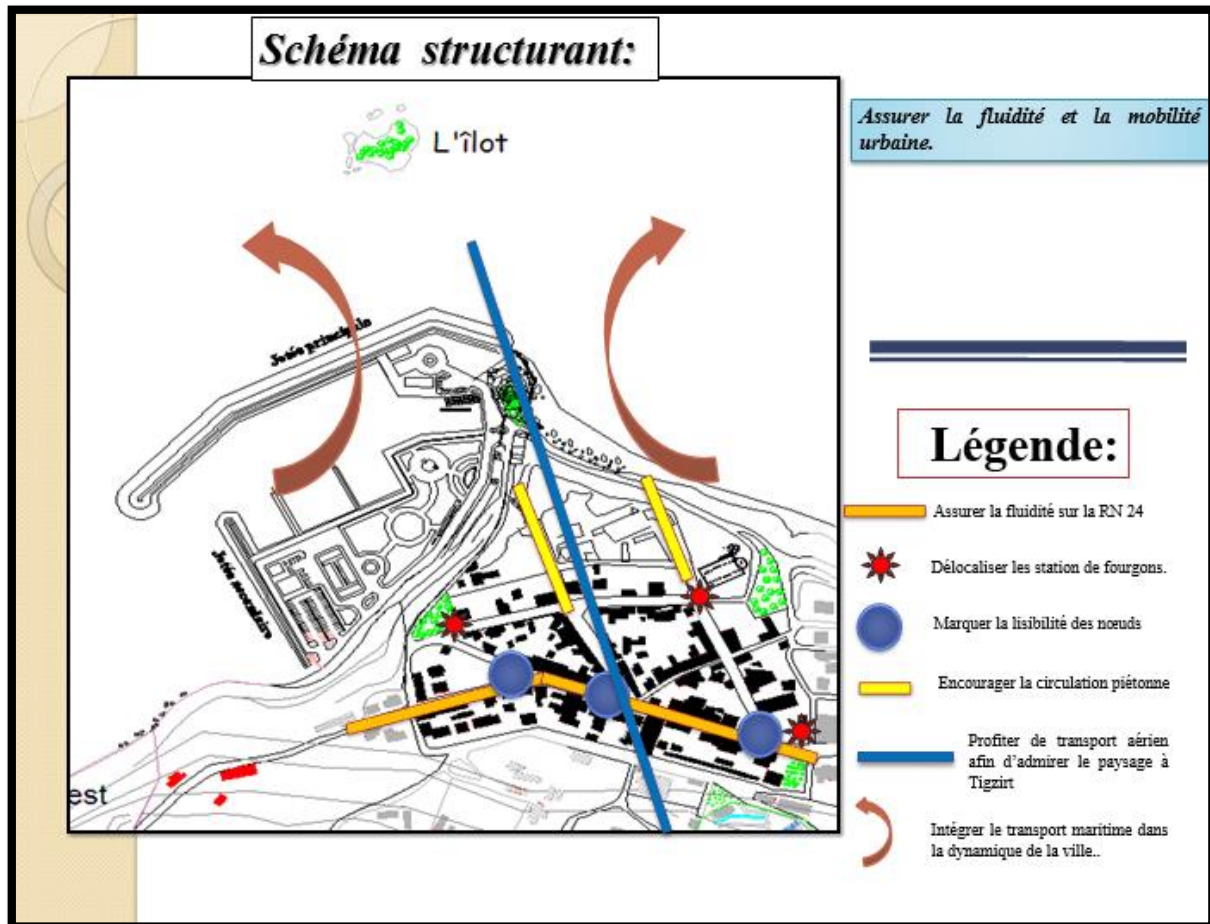 Schéma structurant:
L'îlot
Assurer la fluidité et la mobilité
urbaine.
Jetée principale
Jetée secondaire
est
Légende:
Assurer la fluidité sur la RN 24
Délocaliser les station de fourgons.
Marquer la lisibilité des nœuds
Encourager la circulation piétonne
Profiter de transport aérien
afin d’admirer le paysage à
Tigzirt
Intégrer le transport maritime dans
la dynamique de la ville..